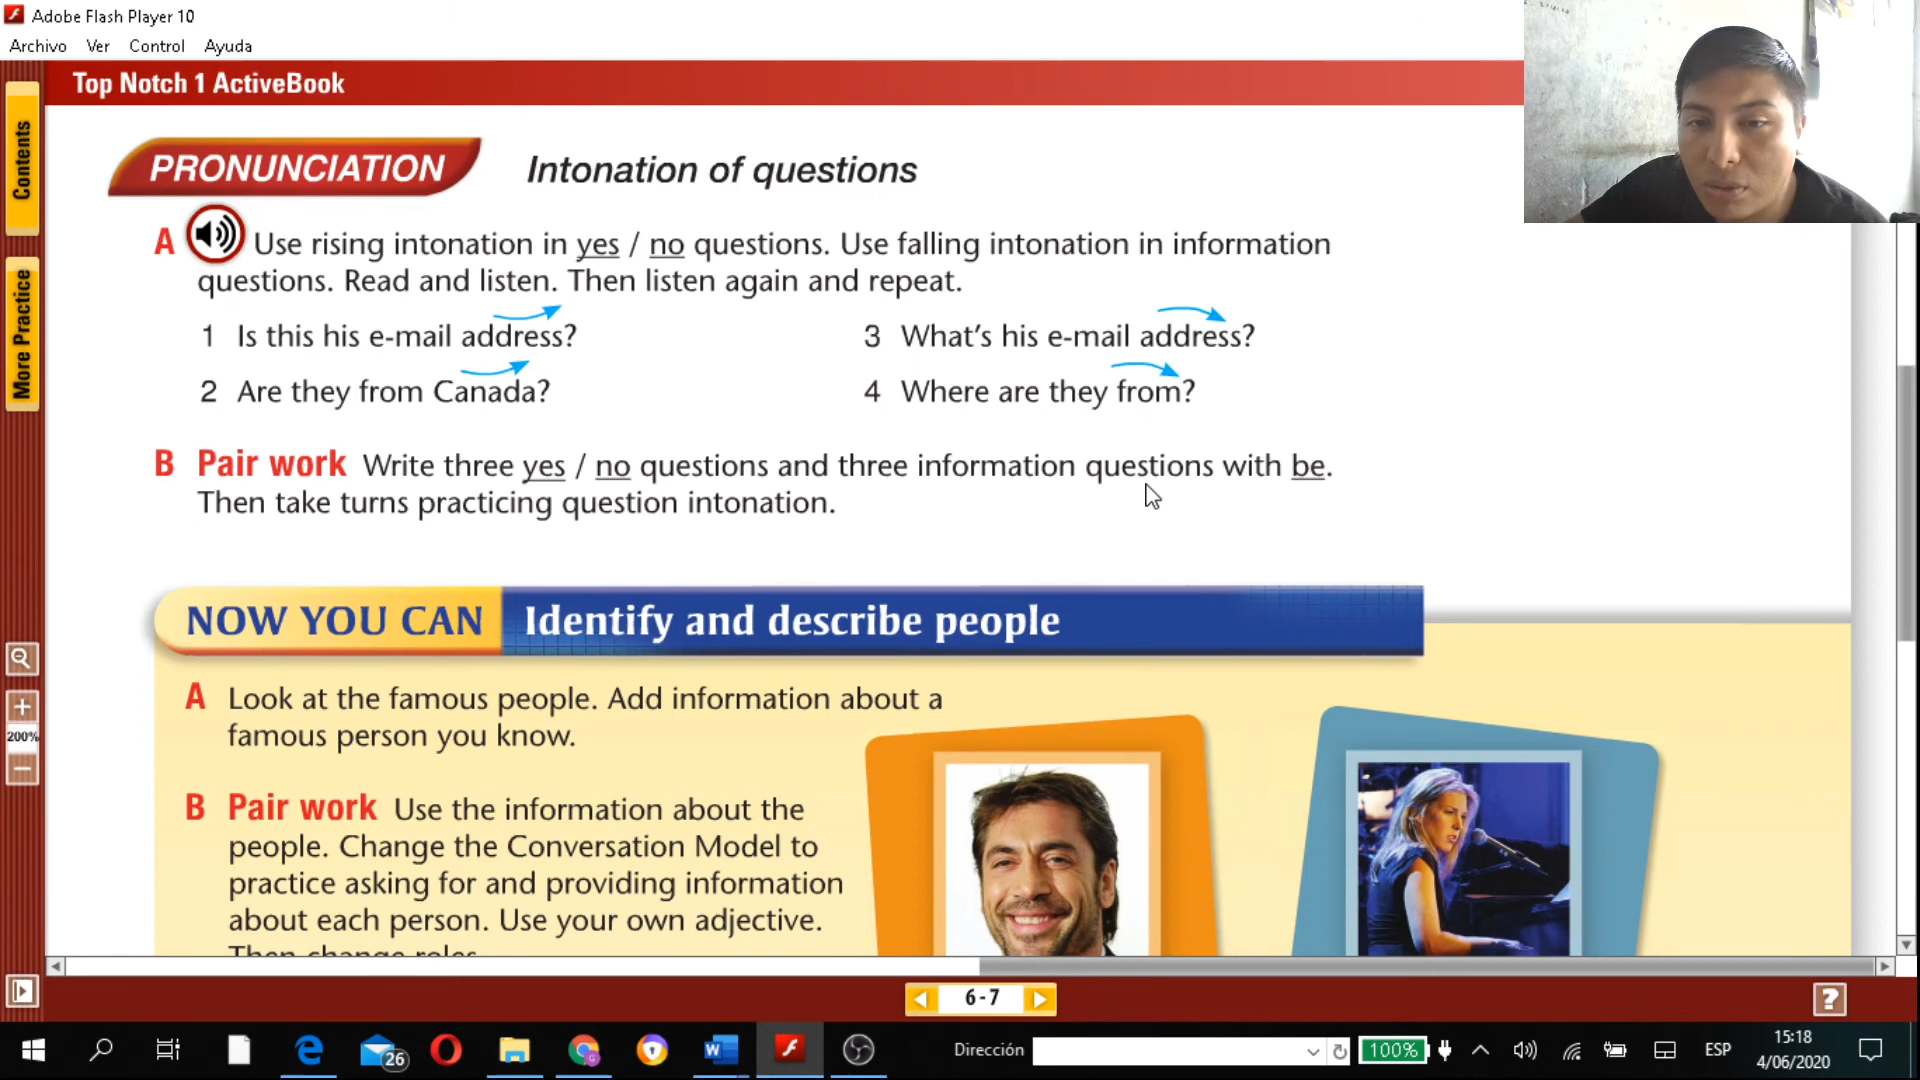 Adobe Flash Player 10
Archivo Ver Control Ayuda
Top Notch 1 ActiveBook
Contents
More Practice
PRONUNCIATION Intonation of questions
A Use rising intonation in yes / no questions. Use falling intonation in information
questions. Read and listen. Then listen again and repeat.
1 Is this his e-mail address?
2 Are they from Canada?
3 What's his e-mail address?
4 Where are they from?
B Pair work Write three yes / no questions and three information questions with be.
Then take turns practicing question intonation.
NOW YOU CAN Identify and describe people
A Look at the famous people. Add information about a
famous person you know.
B Pair work Use the information about the
people. Change the Conversation Model to
practice asking for and providing information
about each person. Use your own adjective.
Then change roles.
200%
6-7
?
26
Dirección
100%
ESP
15:18
4/06/2020